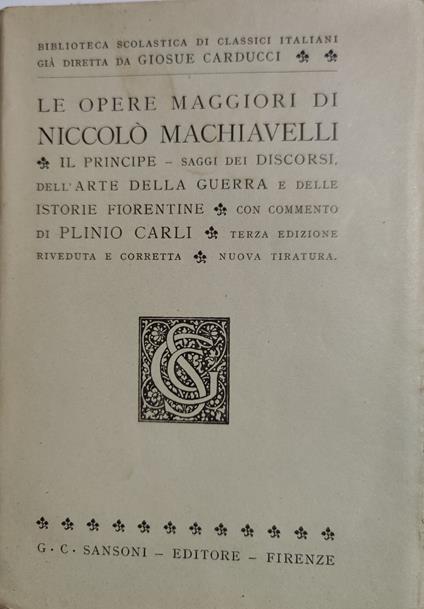 BIBLIOTECA SCOLASTICA DI CLASSICI ITALIANI
GIÀ DIRETTA DA GIOSUE CARDUCCI
LE OPERE MAGGIORI DI
NICCOLÒ MACHIAVELLI
IL PRINCIPE – SAGGI DEI DISCORSI,
DELL'ARTE DELLA GUERRA E DELLE
ISTORIE FIORENTINE CON COMMENTO
DI PLINIO CARLI TERZA EDIZIONE
RIVEDUTA E CORRETTA NUOVA TIRATURA.
GCS
G. C. SANSONI – EDITORE – FIRENZE